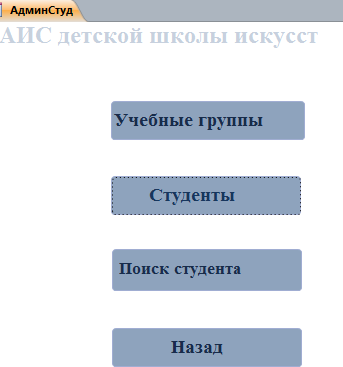 АдминСтуд
АИС детской школы искусст
Учебные группы
Студенты
Поиск студента
Назад